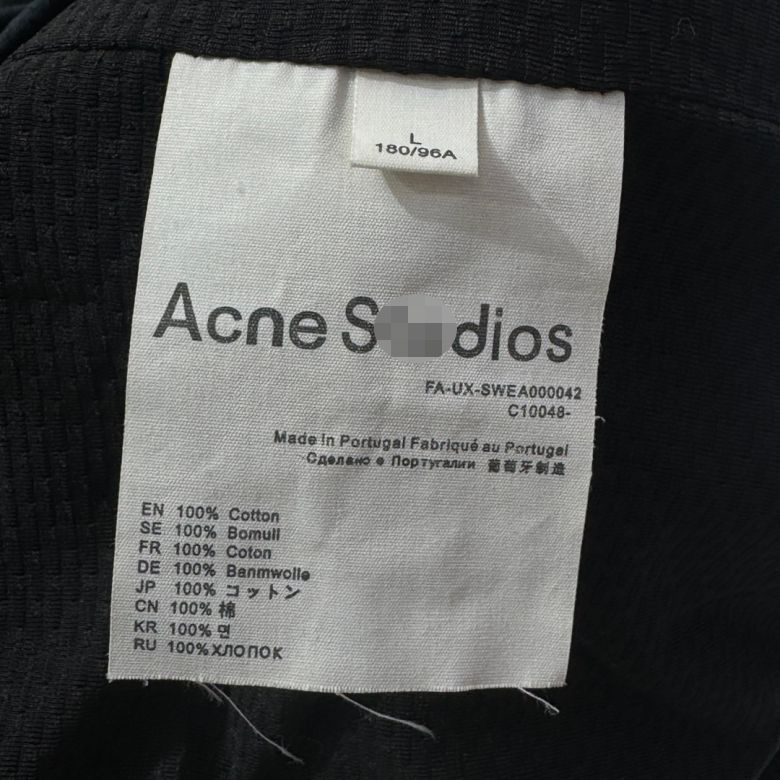 L
180/96A
Acne S dios
FA-UX-SWEA000042
C10048-
Made in Portugal Fabriqué au Portugal
Сделано в Португалии 葡萄牙制造
EN 100% Cotton
SE 100% Bomull
FR 100% Coton
DE 100% Banmwolle
JP 100% コットン
CN 100% 棉
KR 100% 면
RU 100% ХЛОПОК